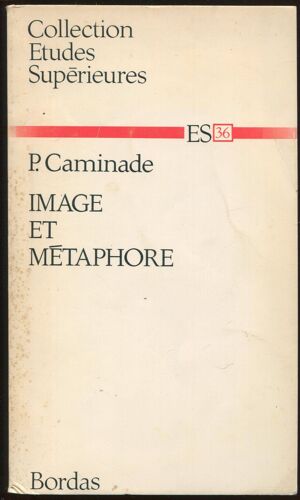 Collection
Etudes
Supérieures
ES 36
P. Caminade
IMAGE
ET
MÉTAPHORE
Bordas